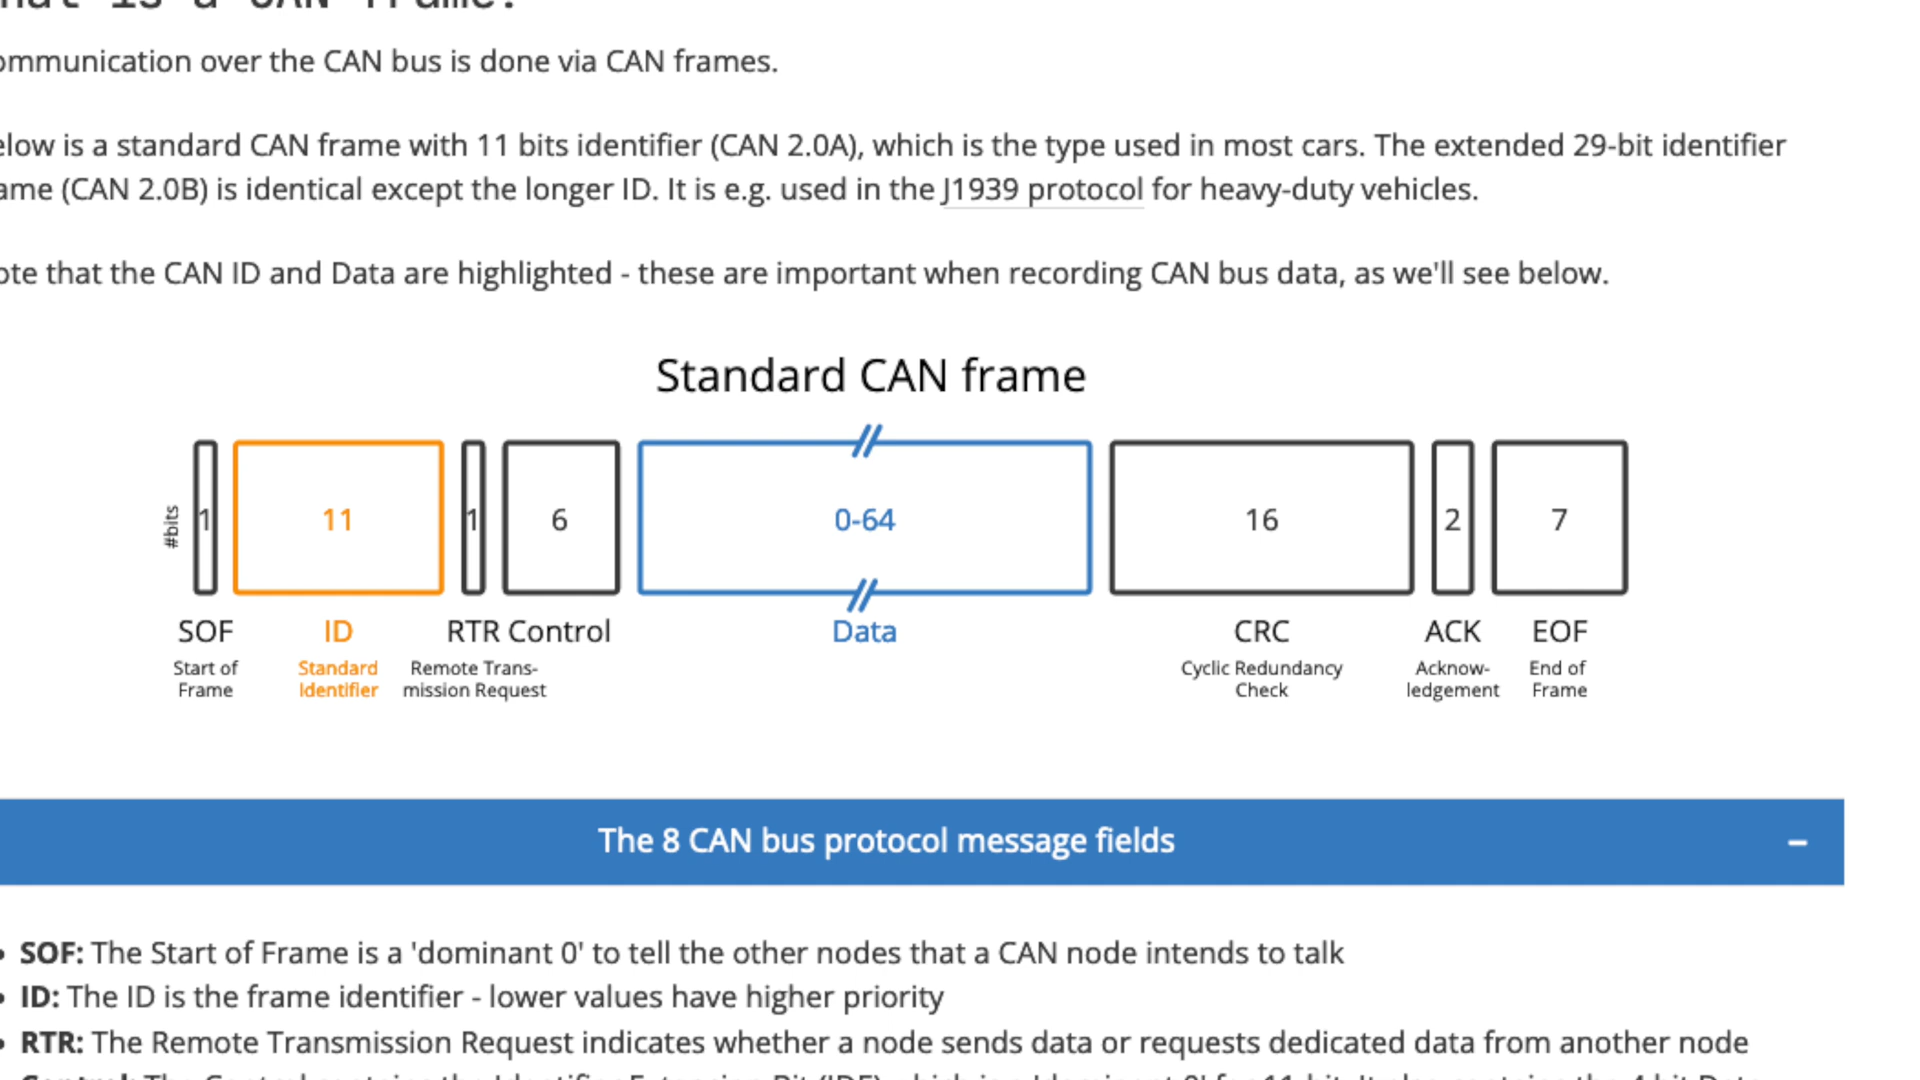 What is a CAN frame?
ommunication over the CAN bus is done via CAN frames.
elow is a standard CAN frame with 11 bits identifier (CAN 2.0A), which is the type used in most cars. The extended 29-bit identifier
ame (CAN 2.0B) is identical except the longer ID. It is e.g. used in the J1939 protocol for heavy-duty vehicles.
ote that the CAN ID and Data are highlighted - these are important when recording CAN bus data, as we'll see below.
Standard CAN frame
#bits 1 11 1 6 0-64 16 2 7
SOF ID RTR Control Data CRC ACK EOF
Start of Standard Remote Trans- Cyclic Redundancy Acknow- End of
Frame Identifier mission Request Check ledgement Frame
The 8 CAN bus protocol message fields –
• SOF: The Start of Frame is a 'dominant 0' to tell the other nodes that a CAN node intends to talk
• ID: The ID is the frame identifier - lower values have higher priority
• RTR: The Remote Transmission Request indicates whether a node sends data or requests dedicated data from another node